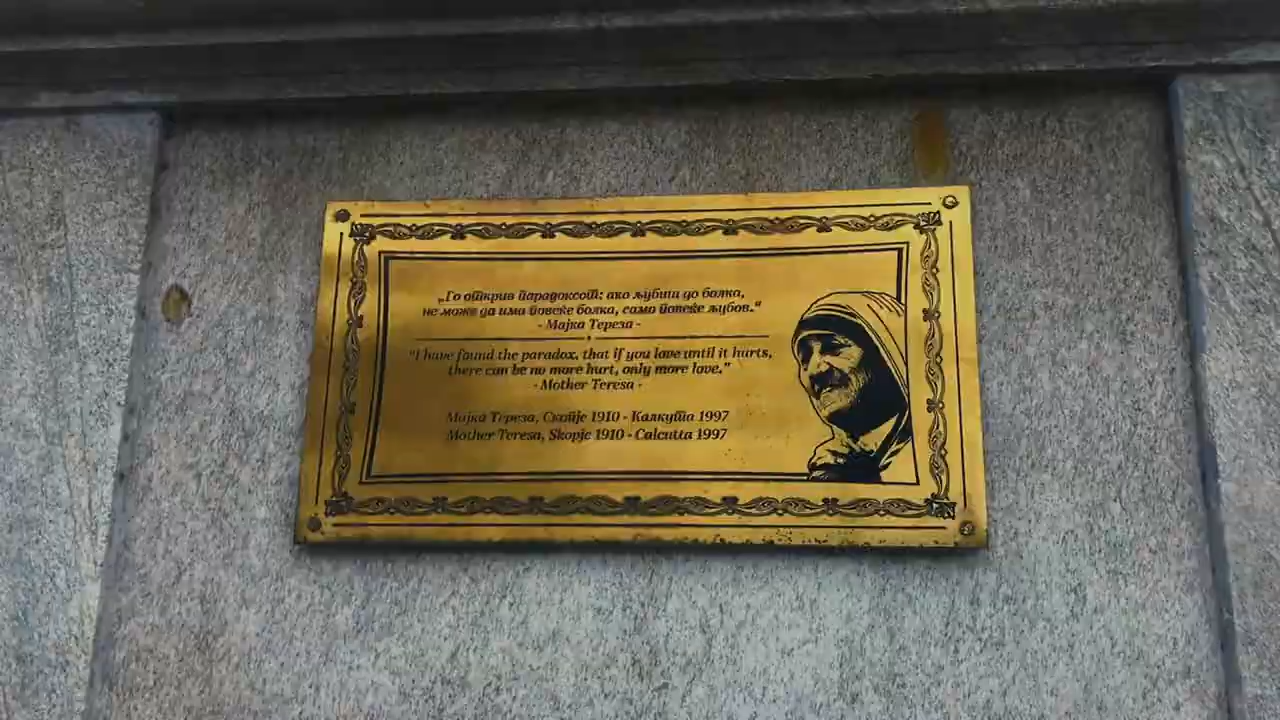 „Го открив парадоксот: ако љубиш до болка,
не може да има повеќе болка, само повеќе љубов.“
- Мајка Тереза -
"I have found the paradox, that if you love until it hurts,
there can be no more hurt, only more love."
- Mother Teresa -
Мајка Тереза, Скопје 1910 - Калкута 1997
Mother Teresa, Skopje 1910 - Calcutta 1997